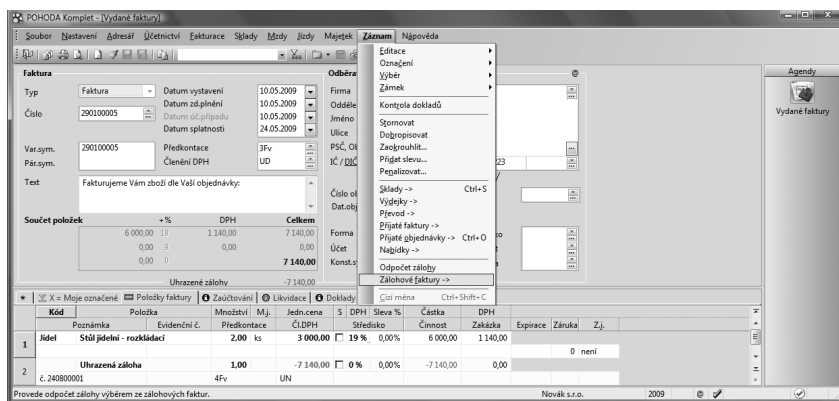 POHODA Komplet - [Vydané faktury]
Soubor Nastavení Adresář Účetnictví Fakturace Sklady Mzdy Jízdy Majetek Záznam Nápověda
Faktura
Typ Faktura Datum vystavení 10.05.2009
Datum zd.plnění 10.05.2009
Číslo 290100005 Datum úč.případu 10.05.2009
Datum splatnosti 24.05.2009
Var.sym. 290100005 Předkontace 3Fv
Pár.sym. Členění DPH UD
Text Fakturujeme Vám zboží dle Vaší objednávky:
Součet položek +% DPH Celkem
6 000,00 19 1 140,00 7 140,00
0,00 9 0,00 0,00
0,00 0 7 140,00
Uhrazené zálohy -7 140,00
Odběra
Firma
Odděle
Jméno
Ulice
PSČ, Ob
IČ / DIČ 223
Číslo ob
Dat.obj
Forma
Účet
Konst.s
Editace
Označení
Výběr
Zámek
Kontrola dokladů
Stornovat
Dobropisovat
Zaokrouhlit...
Přidat slevu...
Penalizovat...
Sklady -> Ctrl+S
Výdejky ->
Převod ->
Přijaté faktury ->
Přijaté objednávky -> Ctrl+O
Nabídky ->
Odpočet zálohy
Zálohové faktury ->
Cizí měna Ctrl+Shift+C
@
Agendy
Vydané faktury
* X = Moje označené Položky faktury Zaúčtování Likvidace Doklady
Kód Položka Množství M.j. Jedn.cena S DPH Sleva % Částka DPH
Poznámka Evidenční č. Předkontace Čl.DPH Středisko Činnost Zakázka Expirace Záruka Z.j.
1 Jídel Stůl jídelní - rozkládací 2,00 ks 3 000,00 19 % 0,00% 6 000,00 1 140,00
0 není
2 Uhrazená záloha 1,00 -7 140,00 0 % 0,00% -7 140,00 0,00
č. 240800001 4Fv UN
Provede odpočet zálohy výběrem ze zálohových faktur. Novák s.r.o. 2009 @